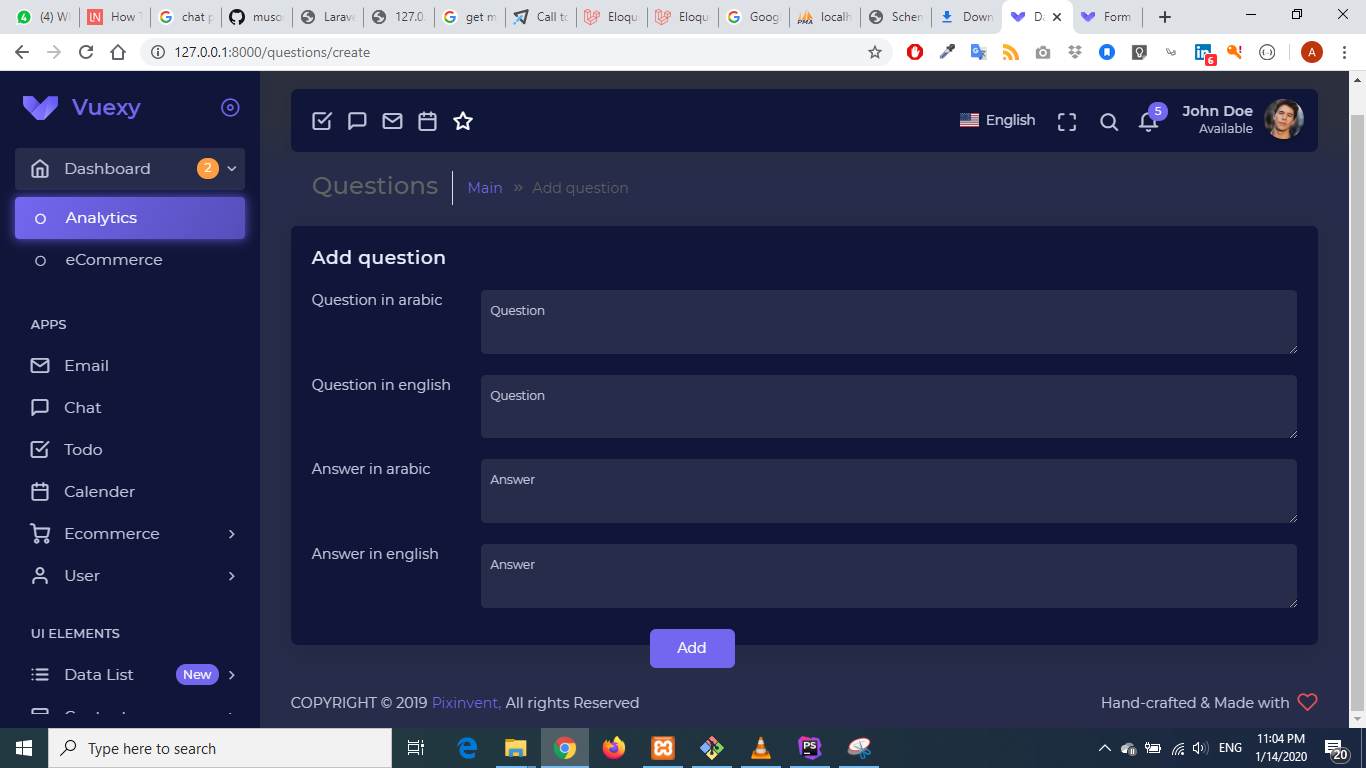 (4) W
How T
chat p
muso
Larave
127.0.
get m
Call to
Eloqu
Eloqu
Googl
localh
Schen
Down
Da
Form
127.0.0.1:8000/questions/create
A
6
Vuexy
English
5
John Doe
Available
Dashboard 2
Analytics
eCommerce
APPS
Email
Chat
Todo
Calender
Ecommerce
User
UI ELEMENTS
Data List New
Questions
Main » Add question
Add question
Question in arabic
Question
Question in english
Question
Answer in arabic
Answer
Answer in english
Answer
Add
COPYRIGHT © 2019 Pixinvent, All rights Reserved
Hand-crafted & Made with
Type here to search
PS
ENG
11:04 PM
1/14/2020
20